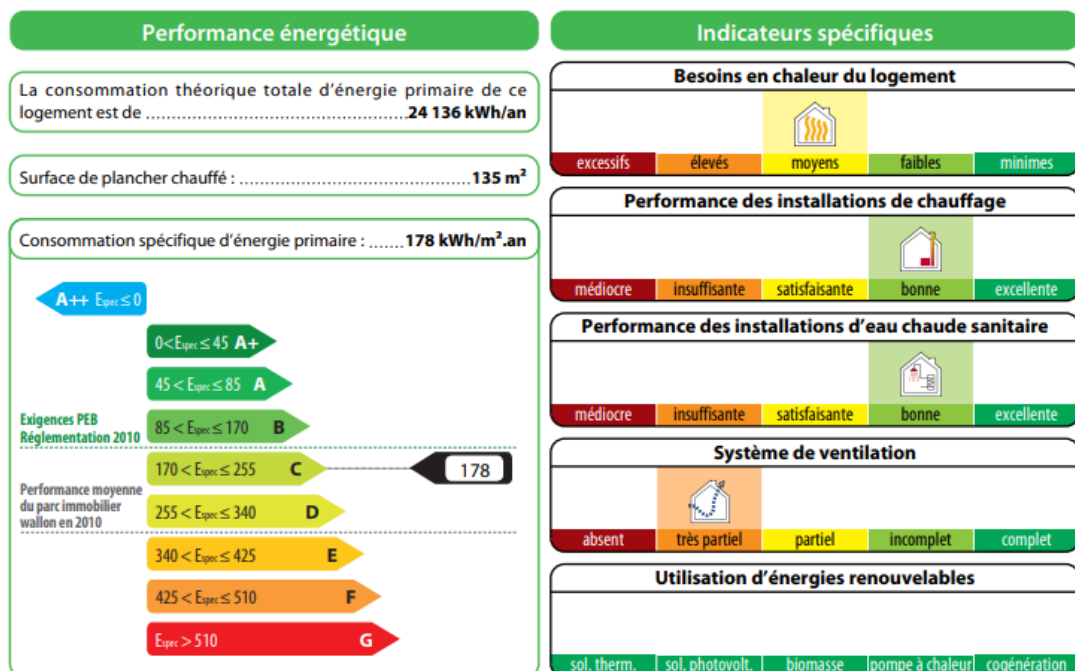 Performance énergétique
La consommation théorique totale d'énergie primaire de ce
logement est de ................................................24 136 kWh/an
Surface de plancher chauffé : ..........................................135 m²
Consommation spécifique d'énergie primaire : .......178 kWh/m².an
A++ Espec ≤ 0
0 < Espec ≤ 45 A+
45 < Espec ≤ 85 A
Exigences PEB
Réglementation 2010
85 < Espec ≤ 170 B
170 < Espec ≤ 255 C
178
Performance moyenne
du parc immobilier
wallon en 2010
255 < Espec ≤ 340 D
340 < Espec ≤ 425 E
425 < Espec ≤ 510 F
Espec > 510 G
Indicateurs spécifiques
Besoins en chaleur du logement
excessifs élevés moyens faibles minimes
Performance des installations de chauffage
médiocre insuffisante satisfaisante bonne excellente
Performance des installations d'eau chaude sanitaire
médiocre insuffisante satisfaisante bonne excellente
Système de ventilation
absent très partiel partiel incomplet complet
Utilisation d'énergies renouvelables
sol. therm. sol. photovolt. biomasse pompe à chaleur cogénération